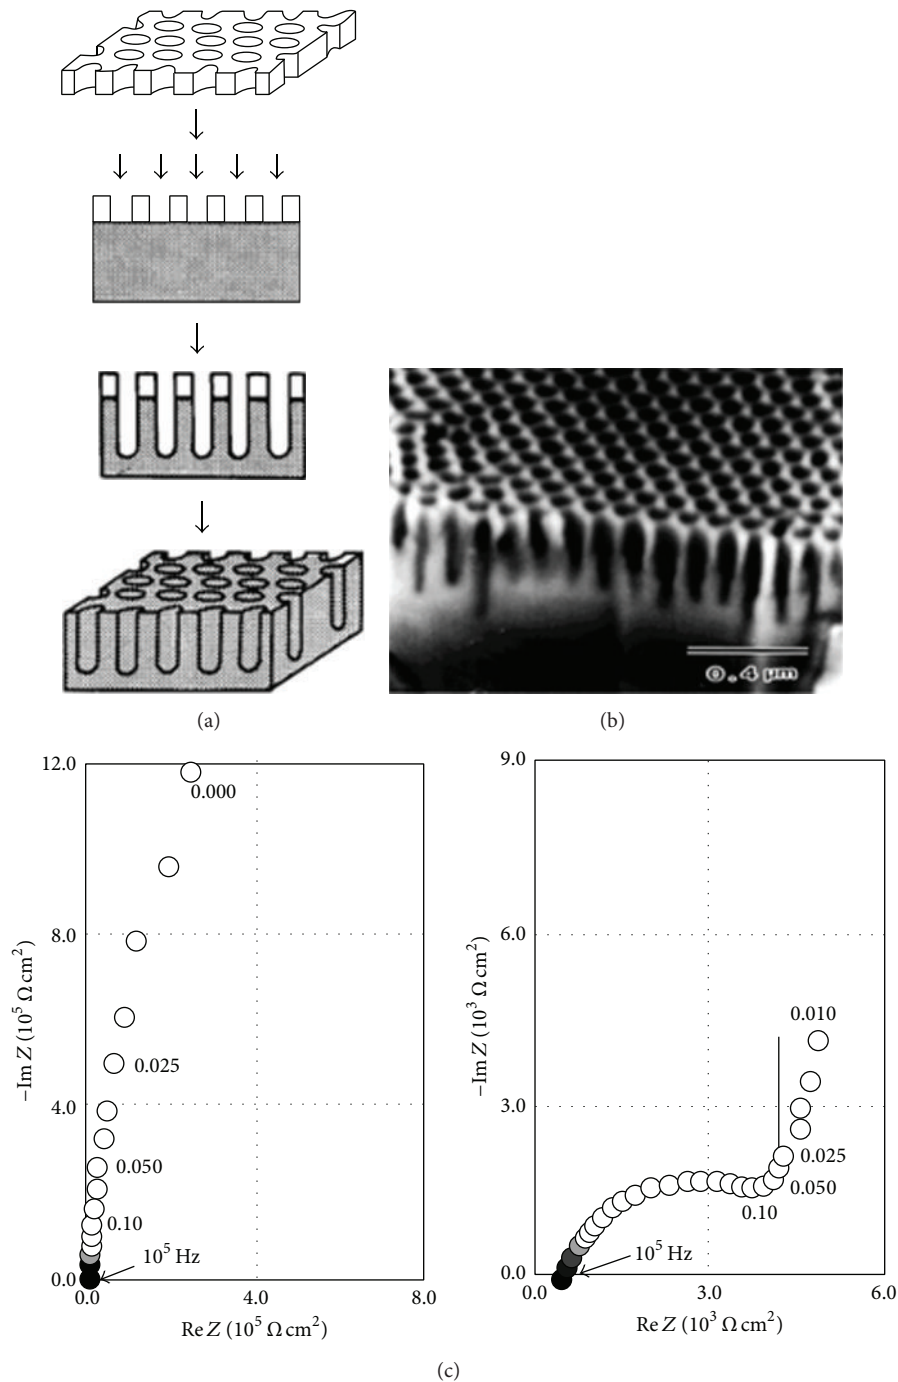 0.4 μm
(a)
(b)
12.0
8.0
4.0
0.0
−Im Z (10⁵ Ω cm²)
0.000
0.025
0.050
0.10
10⁵ Hz
0.0
4.0
8.0
Re Z (10⁵ Ω cm²)
9.0
6.0
3.0
0.0
−Im Z (10³ Ω cm²)
0.010
0.025
0.050
0.10
10⁵ Hz
0.0
3.0
6.0
Re Z (10³ Ω cm²)
(c)